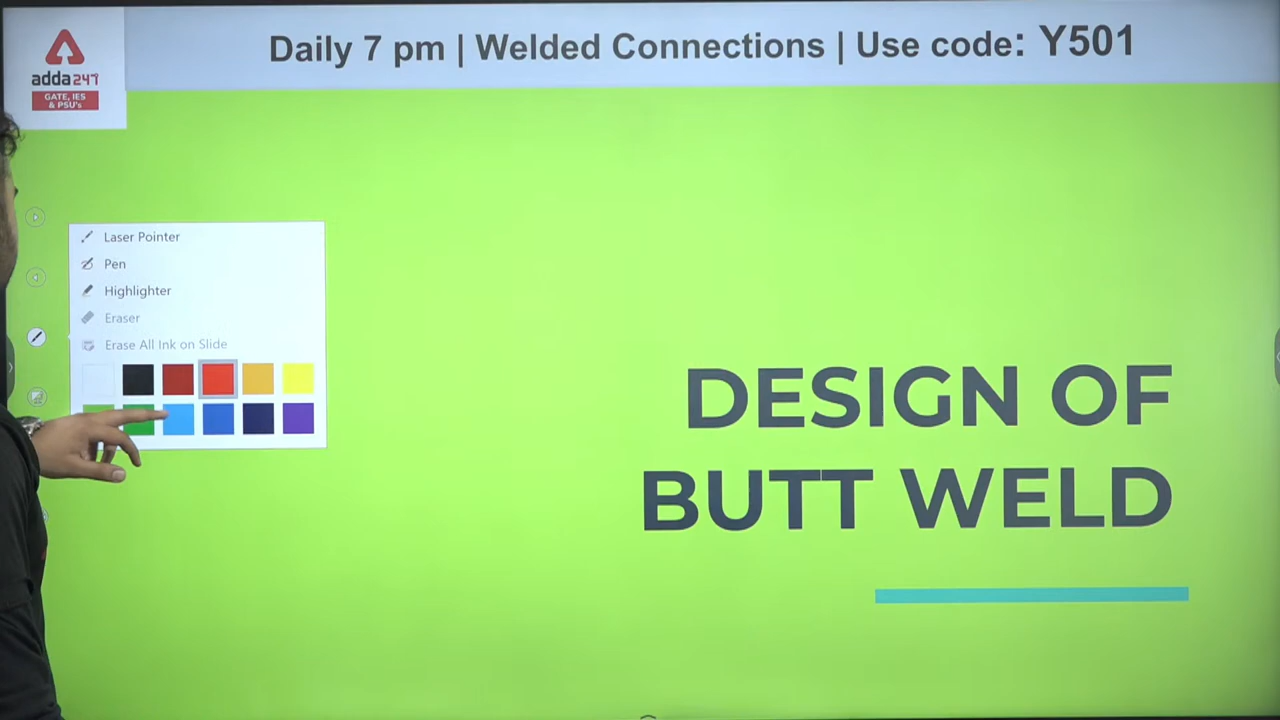 Daily 7 pm | Welded Connections | Use code: Y501
adda247
GATE, IES
& PSU's
Laser Pointer
Pen
Highlighter
Eraser
Erase All Ink on Slide
DESIGN OF
BUTT WELD